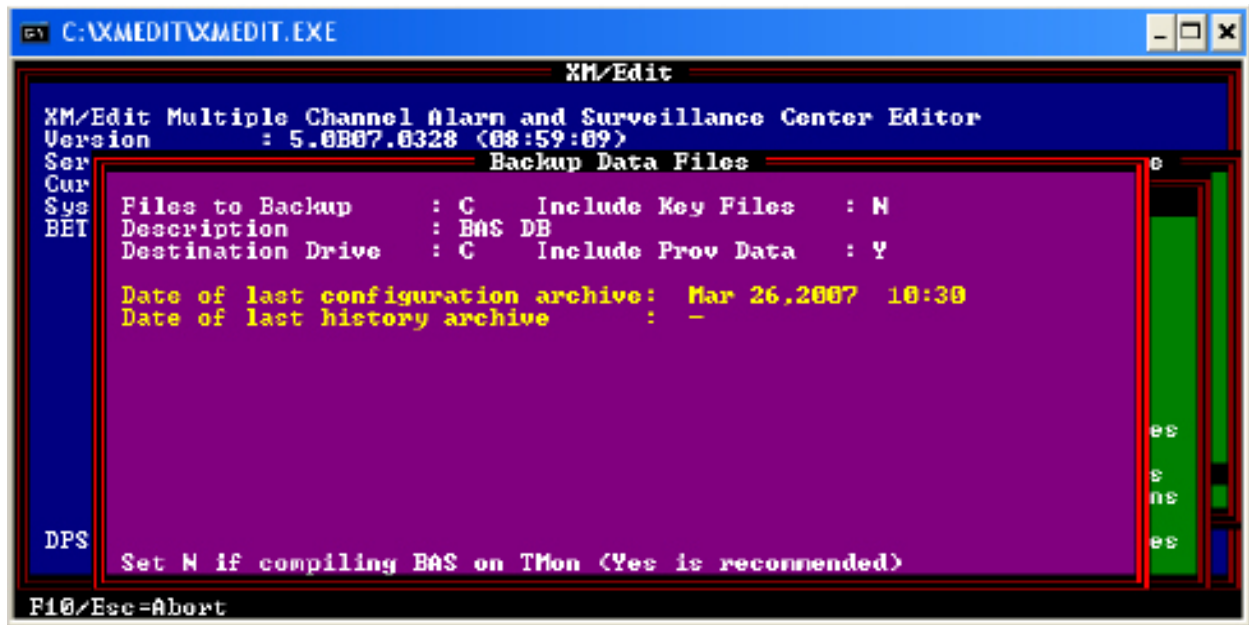 C:\XMEDIT\XMEDIT.EXE
XM/Edit
XM/Edit Multiple Channel Alarm and Surveillance Center Editor
Version : 5.0B07.0328 (08:59:09)
Ser Backup Data Files e
Cur
Sys Files to Backup : C Include Key Files : N
BET Description : BAS DB
Destination Drive : C Include Prov Data : Y
Date of last configuration archive: Mar 26,2007 10:30
Date of last history archive : -
es
s
ns
DPS es
Set N if compiling BAS on TMon (Yes is recommended)
F10/Esc=Abort